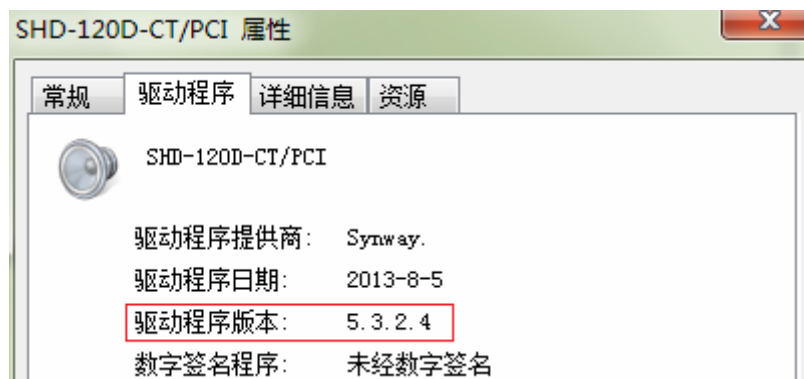 SHD-120D-CT/PCI 属性
常规 驱动程序 详细信息 资源
SHD-120D-CT/PCI
驱动程序提供商: Synway.
驱动程序日期: 2013-8-5
驱动程序版本: 5.3.2.4
数字签名程序: 未经数字签名